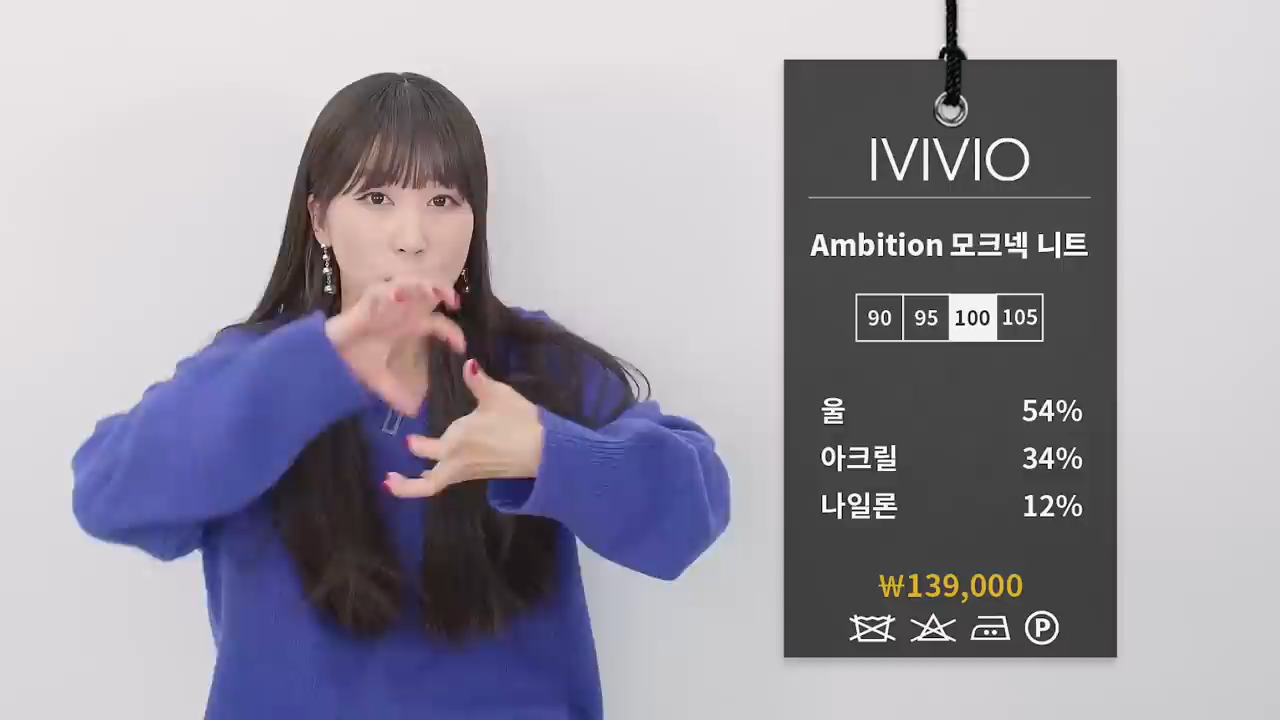 IVIVIO
Ambition 모크넥 니트
90 95 100 105
울 54%
아크릴 34%
나일론 12%
₩139,000
P